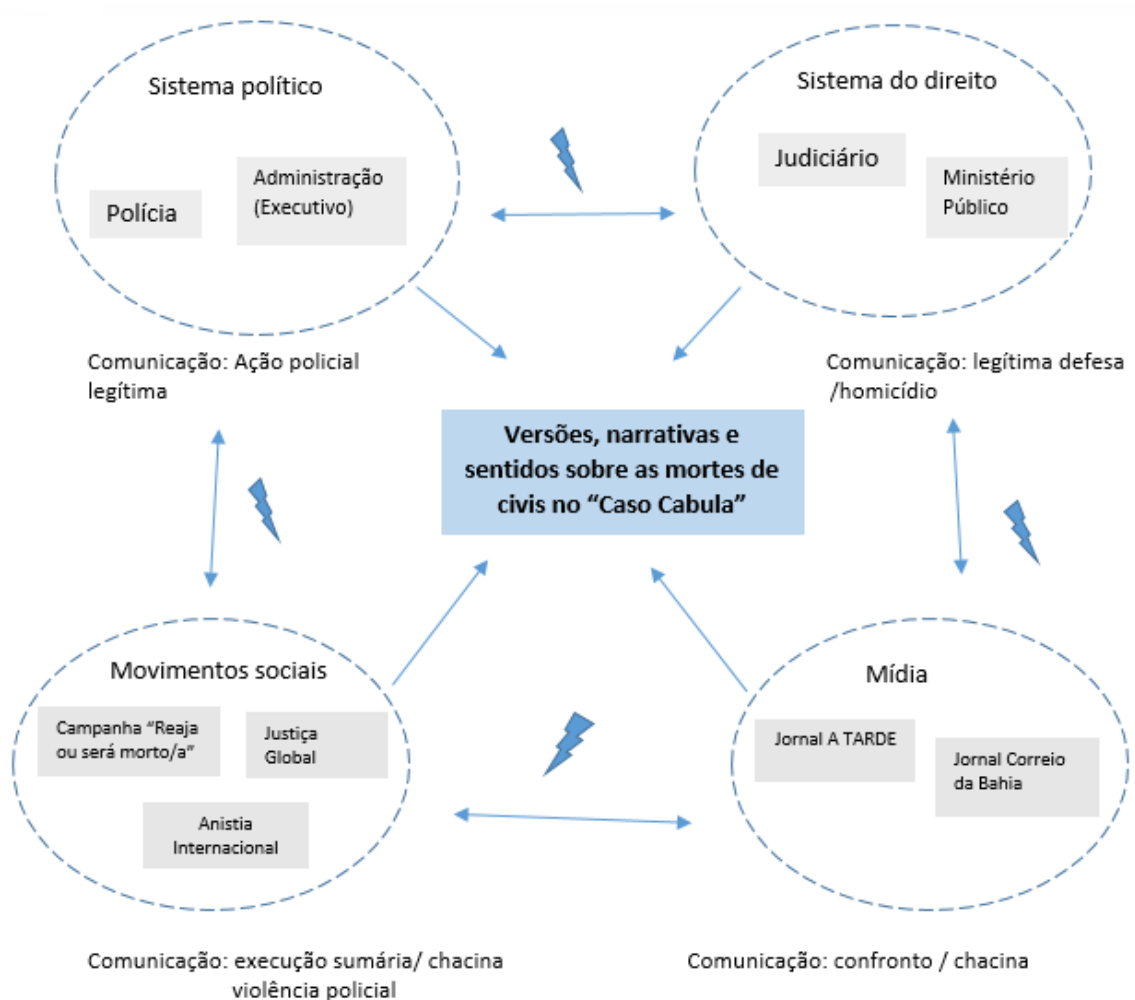 Sistema político
Polícia
Administração
(Executivo)
Sistema do direito
Judiciário
Ministério
Público
Comunicação: Ação policial
legítima
Comunicação: legítima defesa
/homicídio
Versões, narrativas e
sentidos sobre as mortes de
civis no “Caso Cabula”
Movimentos sociais
Campanha “Reaja
ou será morto/a”
Justiça
Global
Anistia
Internacional
Mídia
Jornal A TARDE
Jornal Correio
da Bahia
Comunicação: execução sumária/ chacina
violência policial
Comunicação: confronto / chacina